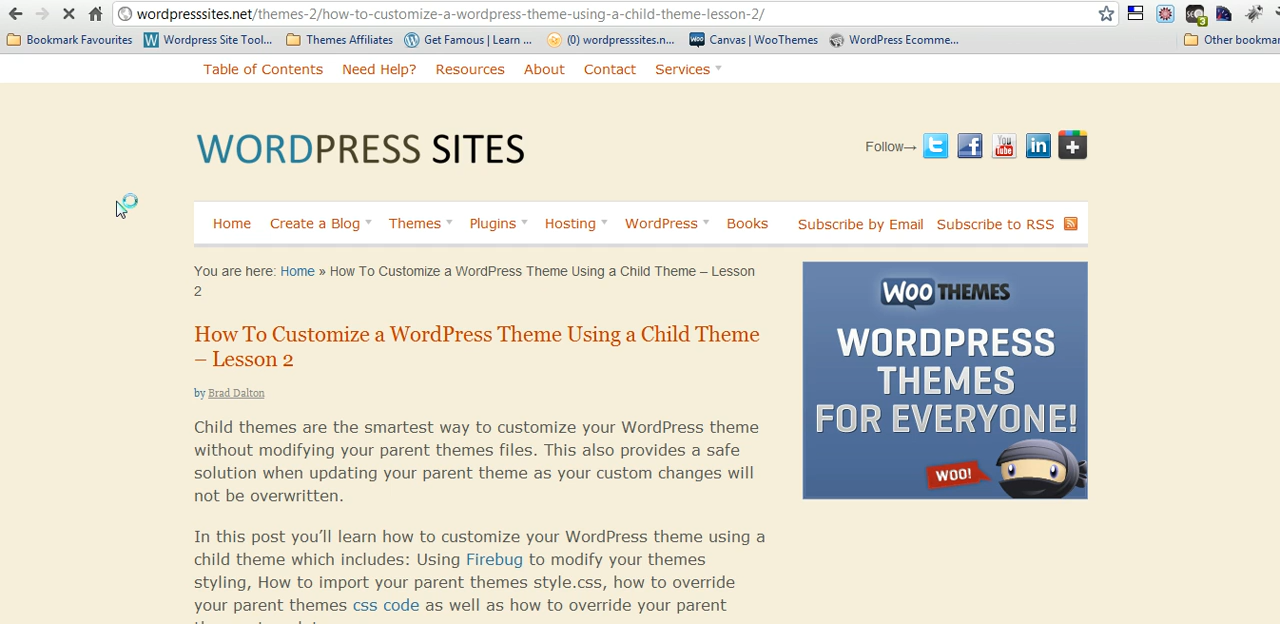 wordpresssites.net/themes-2/how-to-customize-a-wordpress-theme-using-a-child-theme-lesson-2/
Bookmark Favourites Wordpress Site Tool... Themes Affiliates Get Famous | Learn ... (0) wordpresssites.n... Canvas | WooThemes WordPress Ecomme... Other bookmar
Table of Contents Need Help? Resources About Contact Services
WORDPRESS SITES
Follow→ You Tube in +
Home Create a Blog Themes Plugins Hosting WordPress Books Subscribe by Email Subscribe to RSS
You are here: Home » How To Customize a WordPress Theme Using a Child Theme – Lesson
2
How To Customize a WordPress Theme Using a Child Theme
– Lesson 2
by Brad Dalton
Child themes are the smartest way to customize your WordPress theme
without modifying your parent themes files. This also provides a safe
solution when updating your parent theme as your custom changes will
not be overwritten.
In this post you’ll learn how to customize your WordPress theme using a
child theme which includes: Using Firebug to modify your themes
styling, How to import your parent themes style.css, how to override
your parent themes css code as well as how to override your parent
WOO THEMES
WORDPRESS
THEMES
FOR EVERYONE!
WOO!